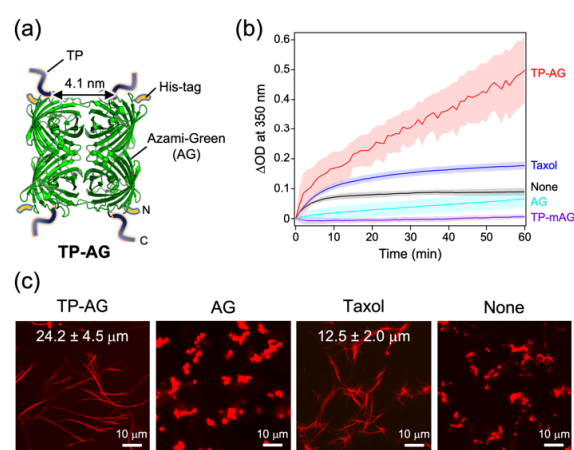 (a)
TP
4.1 nm
His-tag
Azami-Green
(AG)
N
C
TP-AG
(b)
ΔOD at 350 nm
0.6
0.5
0.4
0.3
0.2
0.1
0
0 10 20 30 40 50 60
Time (min)
TP-AG
Taxol
None
AG
TP-mAG
(c)
TP-AG AG Taxol None
24.2 ± 4.5 μm
12.5 ± 2.0 μm
10 μm 10 μm 10 μm 10 μm